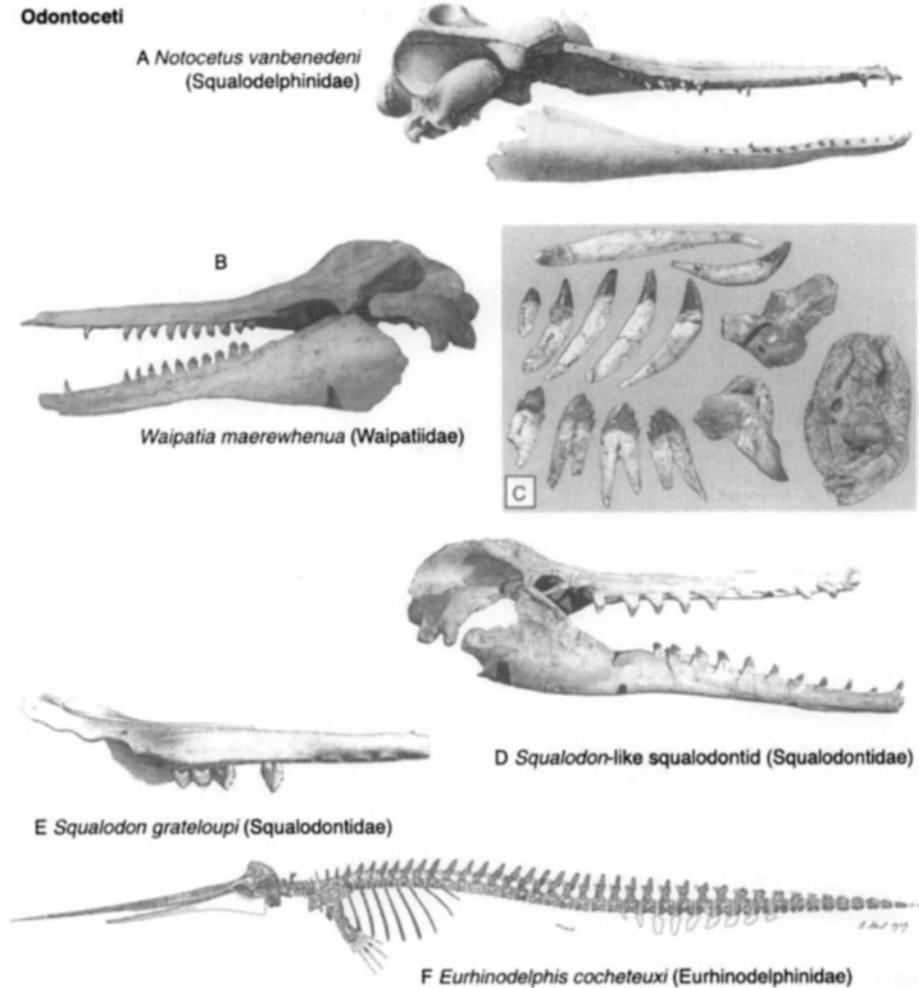 Odontoceti
A Notocetus vanbenedeni
(Squalodelphinidae)
B
Waipatia maerewhenua (Waipatiidae)
C
D Squalodon-like squalodontid (Squalodontidae)
E Squalodon grateloupi (Squalodontidae)
F Eurhinodelphis cocheteuxi (Eurhinodelphinidae)